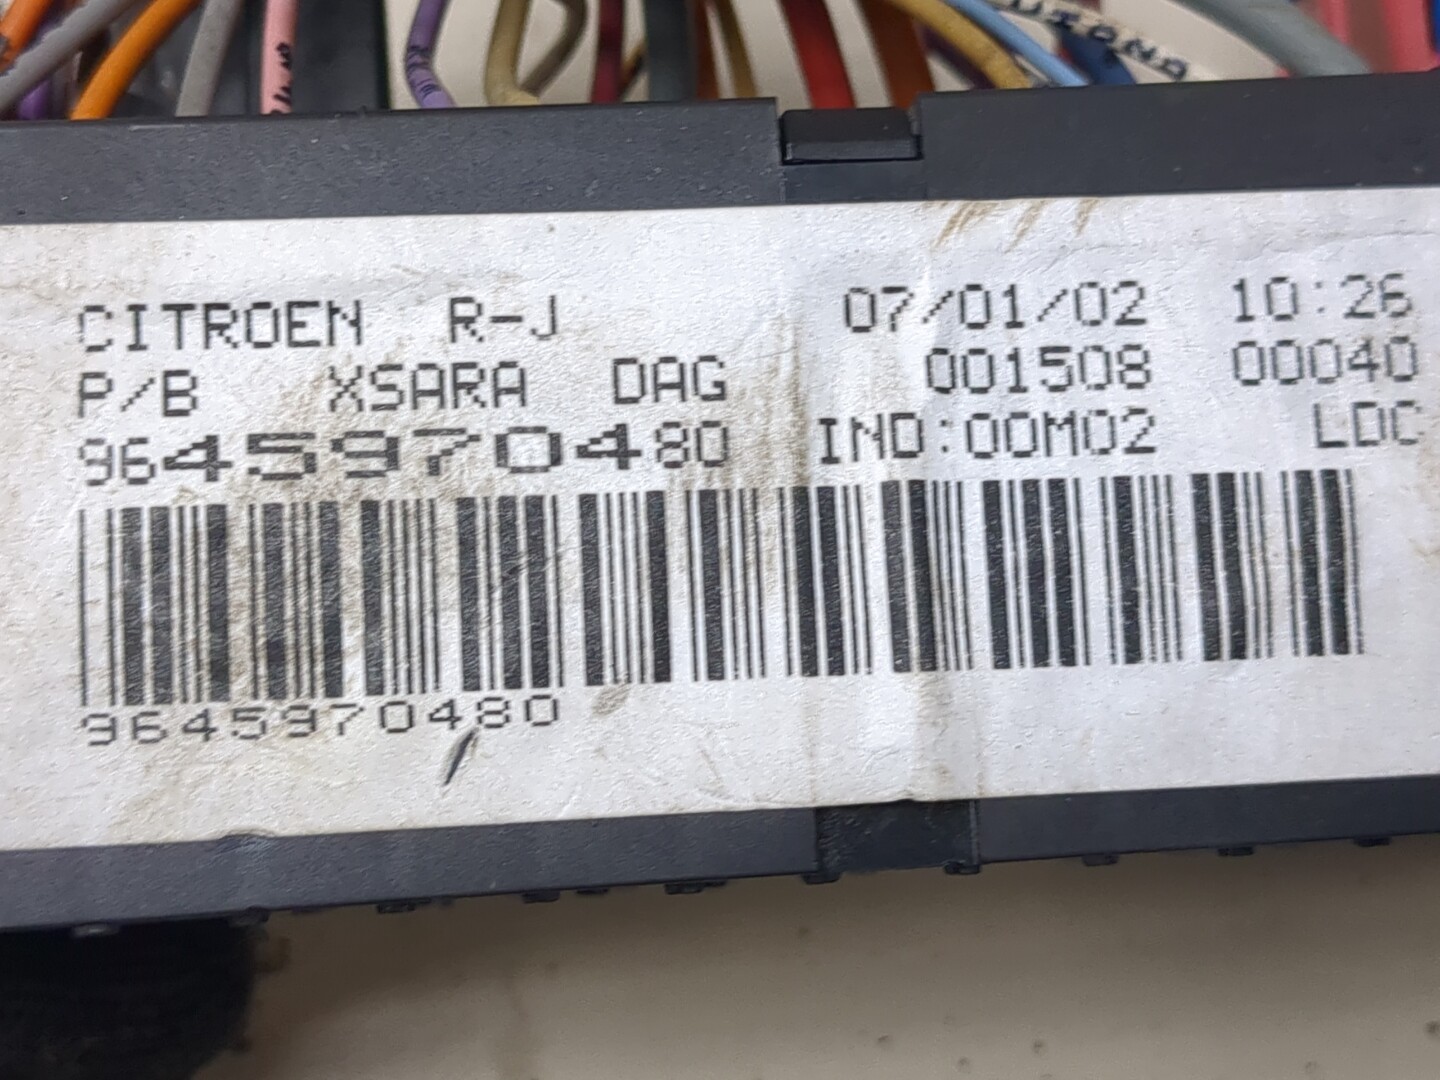 CITROEN R-J 07/01/02 10:26
P/B XSARA DAG 001508 00040
9645970480 IND:00M02 LDC
9645970480